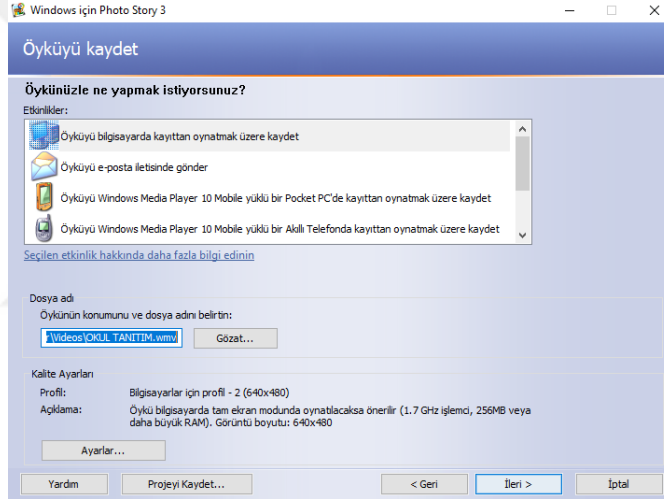 Windows için Photo Story 3
Öyküyü kaydet
Öykünüzle ne yapmak istiyorsunuz?
Etkinlikler:
Öyküyü bilgisayarda kayıttan oynatmak üzere kaydet
Öyküyü e-posta iletisinde gönder
Öyküyü Windows Media Player 10 Mobile yüklü bir Pocket PC'de kayıttan oynatmak üzere kaydet
Öyküyü Windows Media Player 10 Mobile yüklü bir Akıllı Telefonda kayıttan oynatmak üzere kaydet
Seçilen etkinlik hakkında daha fazla bilgi edinin
Dosya adı
Öykünün konumunu ve dosya adını belirtin:
\Videos\OKUL TANITIM.wmv
Gözat...
Kalite Ayarları
Profil: Bilgisayarlar için profil - 2 (640x480)
Açıklama: Öykü bilgisayarda tam ekran modunda oynatılacaksa önerilir (1.7 GHz işlemci, 256MB veya
daha büyük RAM). Görüntü boyutu: 640x480
Ayarlar...
Yardım Projeyi Kaydet... < Geri İleri > İptal